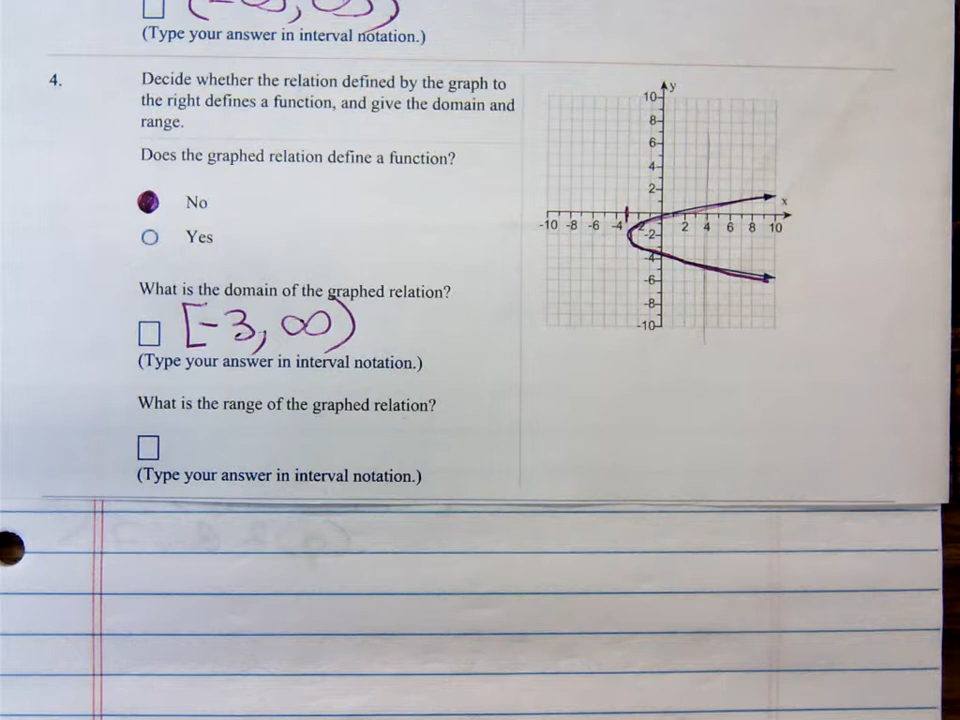 (-∞, ∞)
(Type your answer in interval notation.)
4.
Decide whether the relation defined by the graph to
the right defines a function, and give the domain and
range.
Does the graphed relation define a function?
No
Yes
What is the domain of the graphed relation?
[-3, ∞)
(Type your answer in interval notation.)
What is the range of the graphed relation?
(Type your answer in interval notation.)
y
10
8
6
4
2
x
-10 -8 -6 -4 2 4 6 8 10
-2
-4
-6
-8
-10